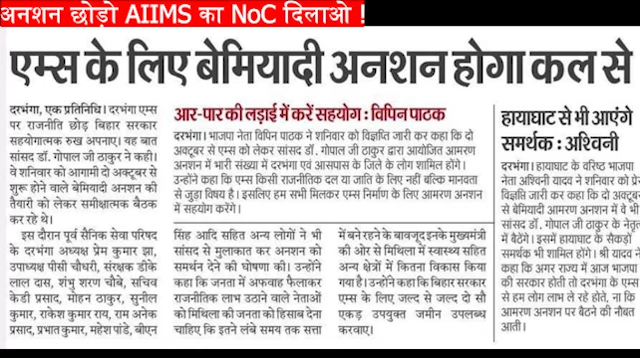 अनशन छोड़ो AIIMS का NoC दिलाओ !
एम्स के लिए बेमियादी अनशन होगा कल से
दरभंगा, एक प्रतिनिधि। दरभंगा एम्स
पर राजनीति छोड़ बिहार सरकार
सहयोगात्मक रुख अपनाए। यह बात
सांसद डॉ. गोपाल जी ठाकुर ने कही।
वे शनिवार को आगामी दो अक्टूबर से
शुरू होने वाले बेमियादी अनशन की
तैयारी को लेकर समीक्षात्मक बैठक
कर रहे थे।
इस दौरान पूर्व सैनिक सेवा परिषद
के दरभंगा अध्यक्ष प्रेम कुमार झा,
उपाध्यक्ष पीसी चौधरी, संरक्षक डीके
लाल दास, शंभु शरण चौबे, सचिव
केडी प्रसाद, मोहन ठाकुर, सुनील
कुमार, राकेश कुमार राय, राम अनेक
प्रसाद, प्रभात कुमार, महेश पांडे, बीएन
आर-पार की लड़ाई में करें सहयोग : विपिन पाठक
दरभंगा। भाजपा नेता विपिन पाठक ने शनिवार को विज्ञप्ति जारी कर कहा कि दो
अक्टूबर से एम्स को लेकर सांसद डॉ. गोपाल जी ठाकुर द्वारा आयोजित आमरण
अनशन में भारी संख्या में दरभंगा एवं आसपास के जिले के लोग शामिल होंगे।
उन्होंने कहा कि एम्स किसी राजनीतिक दल या जाति के लिए नहीं बल्कि मानवता
से जुड़ा विषय है। इसलिए हम सभी मिलकर एम्स निर्माण के लिए आमरण अनशन
में सहयोग करेंगे।
सिंह आदि सहित अन्य लोगों ने भी
सांसद से मुलाकात कर अनशन को
समर्थन देने की घोषणा की। उन्होंने
कहा कि जनता में अफवाह फैलाकर
राजनीतिक लाभ उठाने वाले नेताओं
को मिथिला की जनता को हिसाब देना
चाहिए कि इतने लंबे समय तक सत्ता
में बने रहने के बावजूद इनके मुख्यमंत्री
की ओर से मिथिला में स्वास्थ्य सहित
अन्य क्षेत्रों में कितना विकास किया
गया है। उन्होंने कहा कि बिहार सरकार
एम्स के लिए जल्द से जल्द दो सौ
एकड़ उपयुक्त जमीन उपलब्ध
करवाए।
हायाघाट से भी आएंगे
समर्थक : अश्विनी
दरभंगा। हायाघाट के वरिष्ठ भाजपा
नेता अश्विनी यादव ने शनिवार को प्रेस
विज्ञप्ति जारी कर कहा कि दो अक्टूबर
से बेमियादी आमरण अनशन में वे भी
सांसद डॉ. गोपाल जी ठाकुर के नेतृत्व
में बैठेंगे। इसमें हायाघाट के सैकड़ों
समर्थक भी शामिल होंगे। श्री यादव ने
कहा कि अगर राज्य में आज भाजपा
की सरकार होती तो दरभंगा के एम्स
से हम लोग लाभ ले रहे होते, ना कि
आमरण अनशन पर बैठने की नौबत
आती।